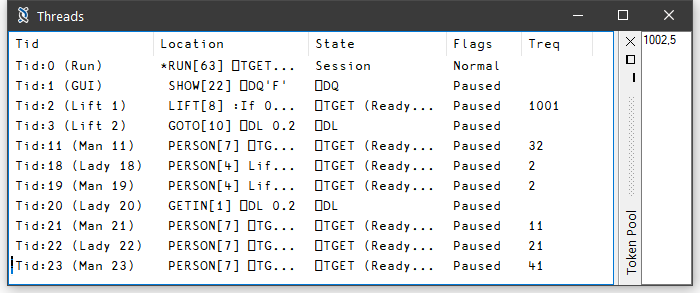 Threads
Tid Location State Flags Treq
Tid:0 (Run) *RUN[63] ⎕TGET... Session Normal
Tid:1 (GUI) SHOW[22] ⎕DQ'F' ⎕DQ Paused
Tid:2 (Lift 1) LIFT[8] :If 0... ⎕TGET (Ready... Paused 1001
Tid:3 (Lift 2) GOTO[10] ⎕DL 0.2 ⎕DL Paused
Tid:11 (Man 11) PERSON[7] ⎕TG... ⎕TGET (Ready... Paused 32
Tid:18 (Lady 18) PERSON[4] Lif... ⎕TGET (Ready... Paused 2
Tid:19 (Man 19) PERSON[4] Lif... ⎕TGET (Ready... Paused 2
Tid:20 (Lady 20) GETIN[1] ⎕DL 0.2 ⎕DL Paused
Tid:21 (Man 21) PERSON[7] ⎕TG... ⎕TGET (Ready... Paused 11
Tid:22 (Lady 22) PERSON[7] ⎕TG... ⎕TGET (Ready... Paused 21
Tid:23 (Man 23) PERSON[7] ⎕TG... ⎕TGET (Ready... Paused 41
Token Pool
1002,5